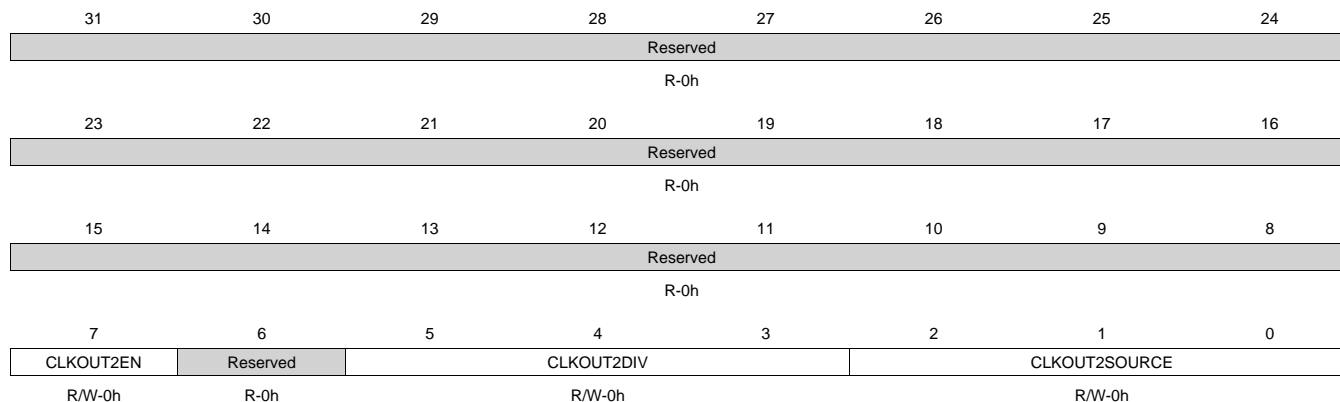 31 30 29 28 27 26 25 24
Reserved
R-0h
23 22 21 20 19 18 17 16
Reserved
R-0h
15 14 13 12 11 10 9 8
Reserved
R-0h
7 6 5 4 3 2 1 0
CLKOUT2EN Reserved CLKOUT2DIV CLKOUT2SOURCE
R/W-0h R-0h R/W-0h R/W-0h